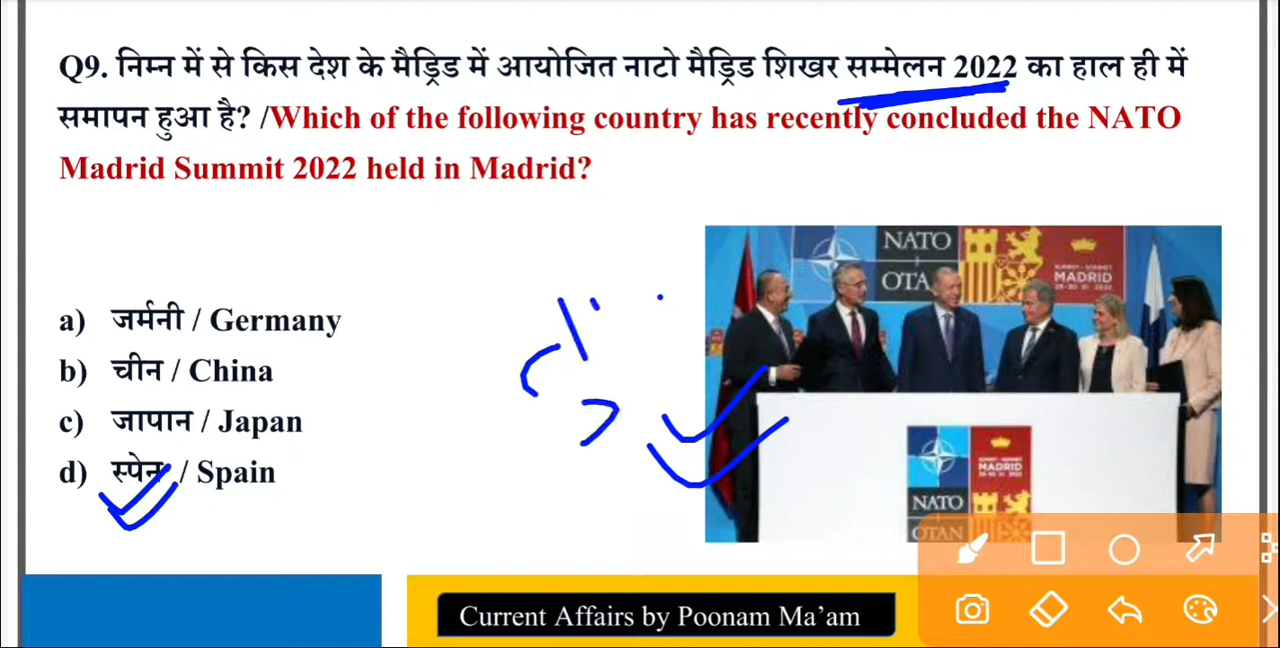 Q9. निम्न में से किस देश के मैड्रिड में आयोजित नाटो मैड्रिड शिखर सम्मेलन 2022 का हाल ही में
समापन हुआ है? /Which of the following country has recently concluded the NATO
Madrid Summit 2022 held in Madrid?
NATO
OTAN
MADRID
a) जर्मनी / Germany
b) चीन / China
c) जापान / Japan
d) स्पेन / Spain
MADRID
NATO
OTAN
Current Affairs by Poonam Ma'am